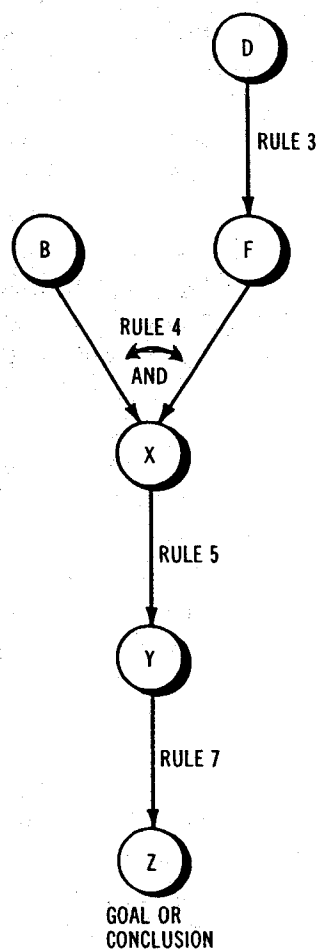 D
RULE 3
B
F
RULE 4
AND
X
RULE 5
Y
RULE 7
Z
GOAL OR
CONCLUSION